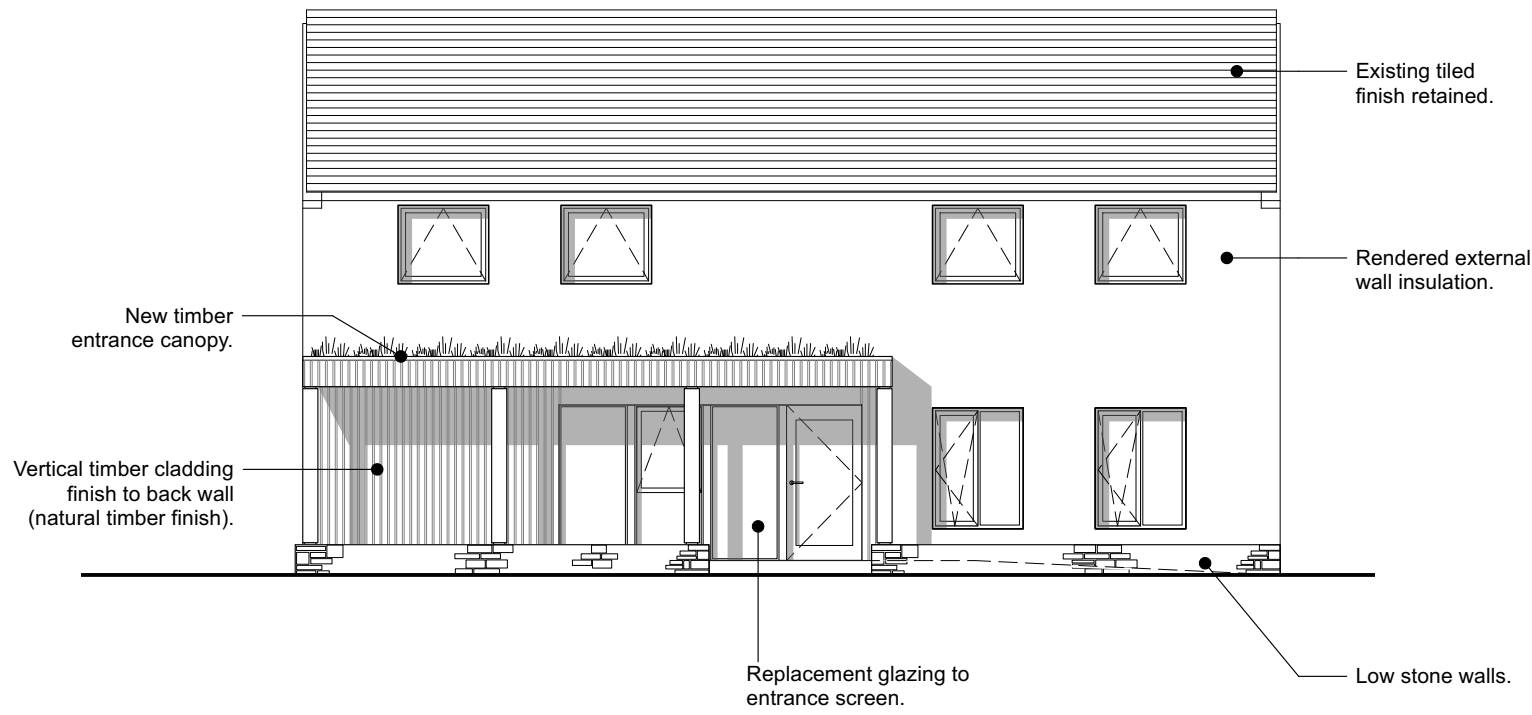 Existing tiled
finish retained.
Rendered external
wall insulation.
New timber
entrance canopy.
Vertical timber cladding
finish to back wall
(natural timber finish).
Replacement glazing to
entrance screen.
Low stone walls.